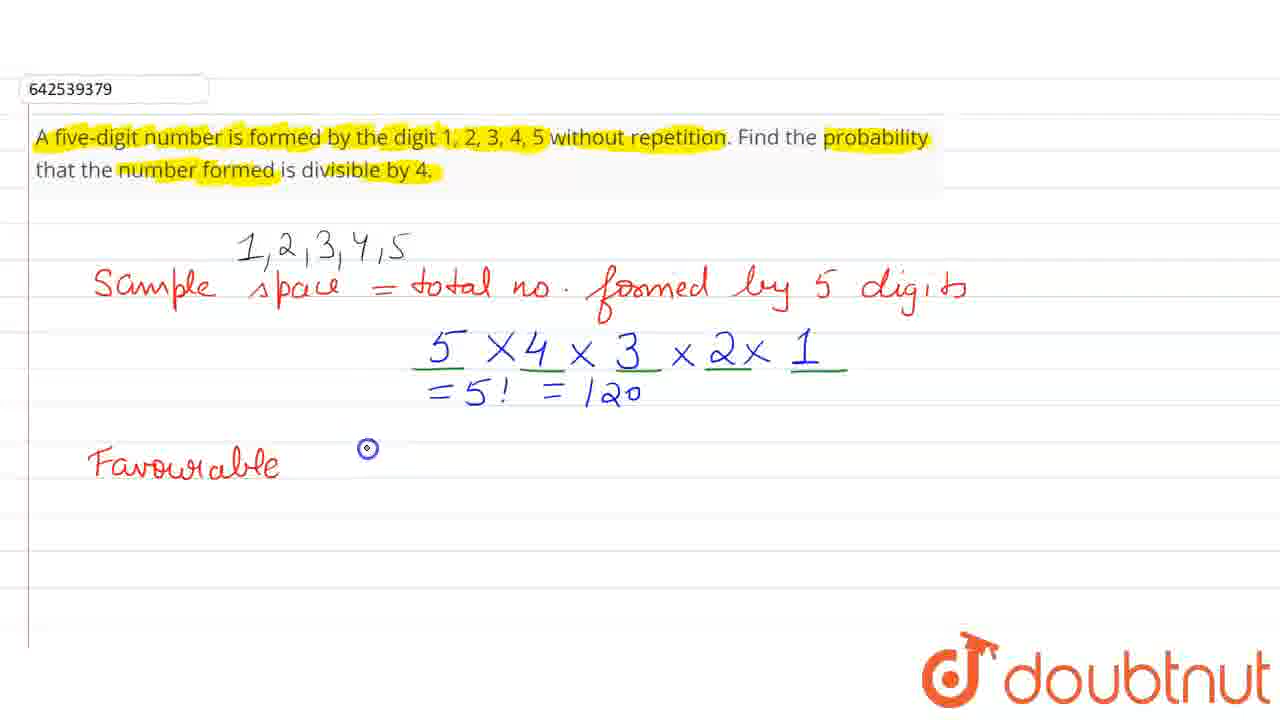 642539379
A five-digit number is formed by the digit 1, 2, 3, 4, 5 without repetition. Find the probability
that the number formed is divisible by 4.
1, 2, 3, 4, 5
Sample space = total no. formed by 5 digits
5 × 4 × 3 × 2 × 1
= 5! = 120
Favourable
doubtnut